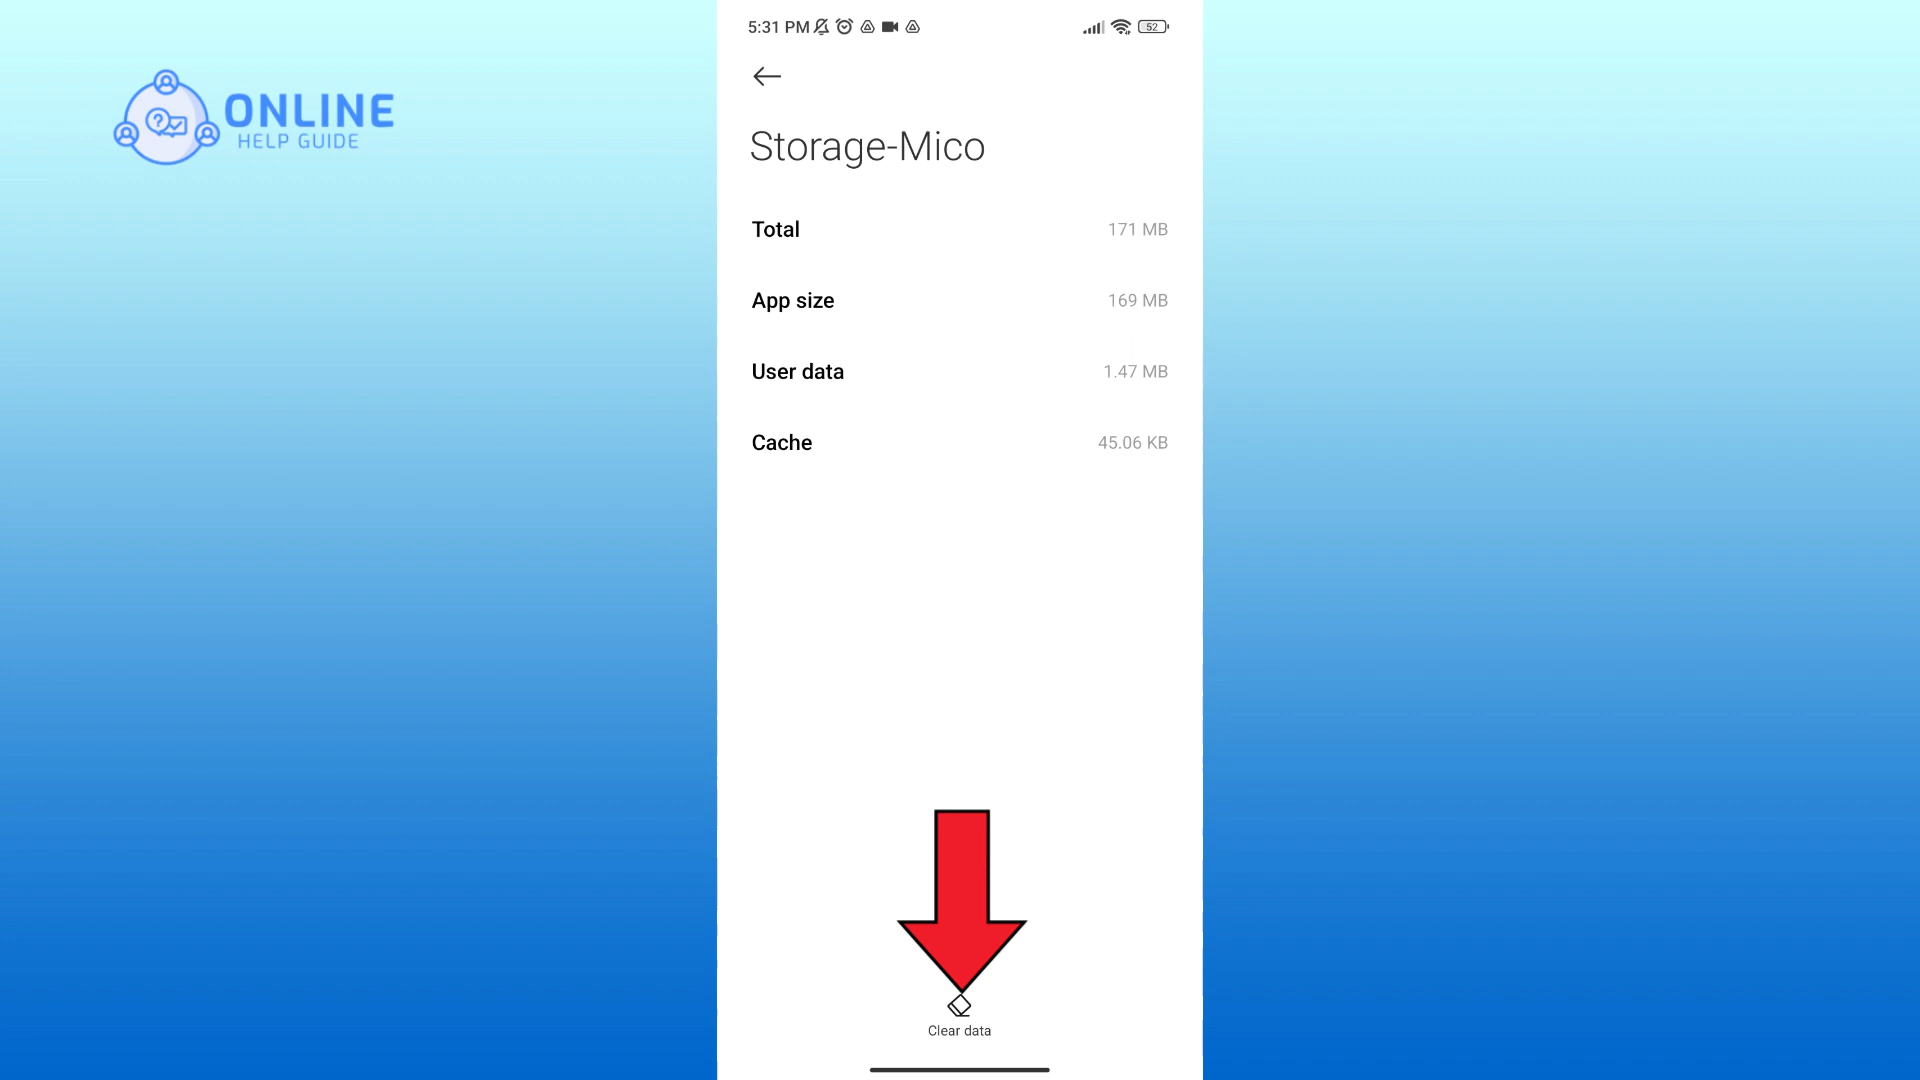 ONLINE
HELP GUIDE
5:31 PM
52
Storage-Mico
Total 171 MB
App size 169 MB
User data 1.47 MB
Cache 45.06 KB
Clear data